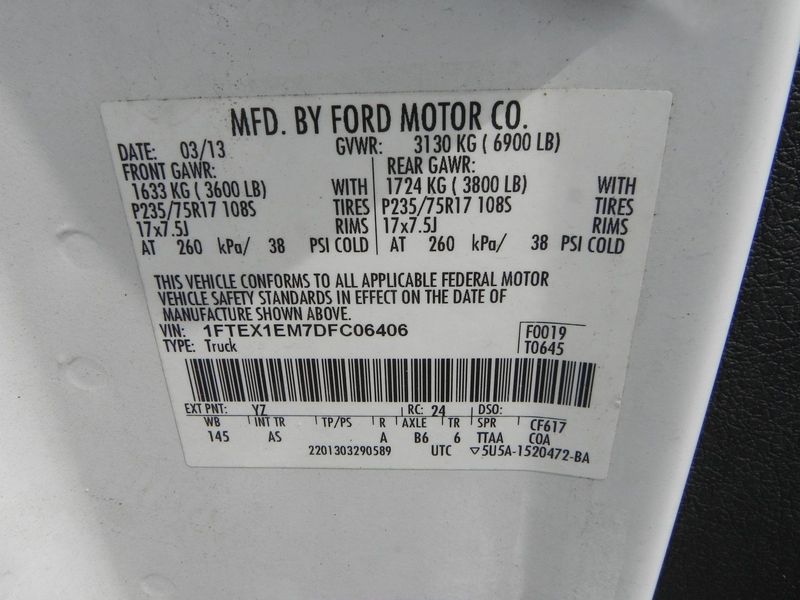 MFD. BY FORD MOTOR CO.
DATE: 03/13 GVWR: 3130 KG ( 6900 LB)
FRONT GAWR: REAR GAWR:
1633 KG ( 3600 LB) WITH 1724 KG ( 3800 LB) WITH
P235/75R17 108S TIRES P235/75R17 108S TIRES
17x7.5J RIMS 17x7.5J RIMS
AT 260 kPa/ 38 PSI COLD AT 260 kPa/ 38 PSI COLD
THIS VEHICLE CONFORMS TO ALL APPLICABLE FEDERAL MOTOR
VEHICLE SAFETY STANDARDS IN EFFECT ON THE DATE OF
MANUFACTURE SHOWN ABOVE.
VIN: 1FTEX1EM7DFC06406 F0019
TYPE: Truck T0645
EXT PNT: YZ RC: 24 DSO:
WB INT TR TP/PS R AXLE TR SPR CF617
145 AS A B6 6 TTAA COA
2201303290589 UTC ▽5U5A-1520472-BA